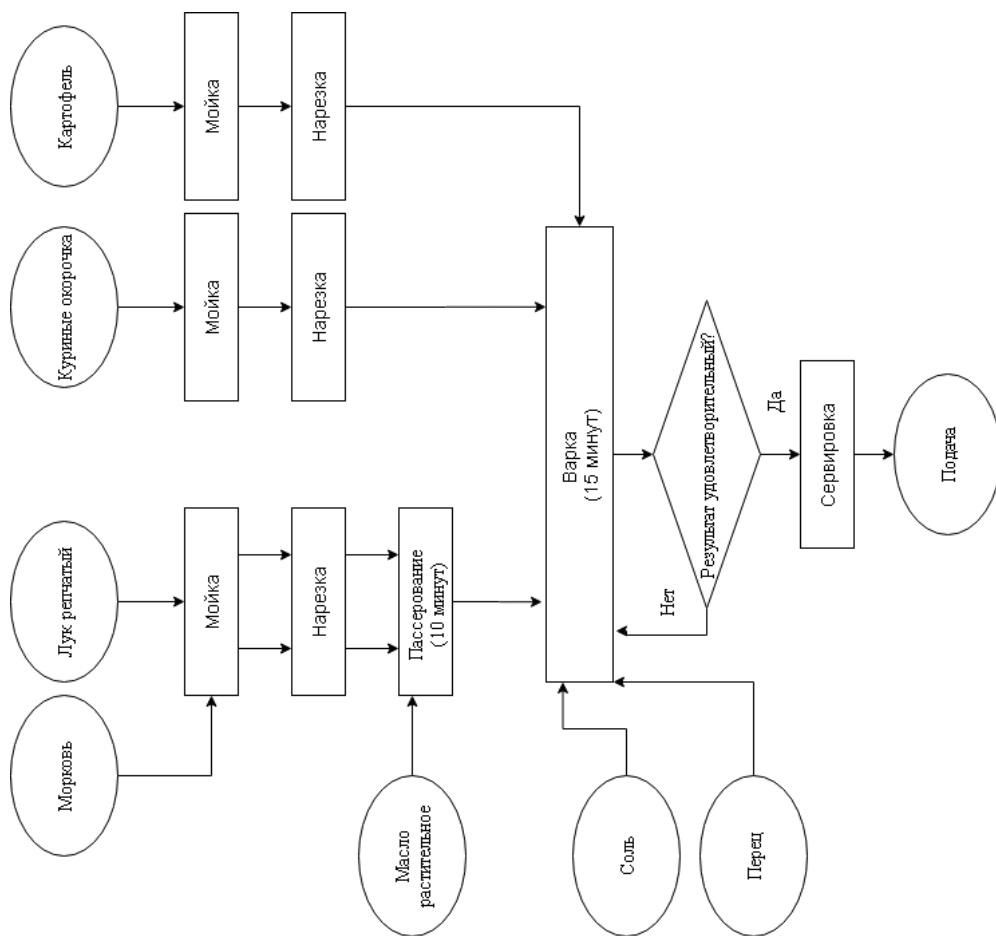 Картофель
Мойка
Нарезка
Куриные окорочка
Мойка
Нарезка
Лук репчатый
Морковь
Мойка
Нарезка
Пассерование
(10 минут)
Масло
растительное
Варка
(15 минут)
Соль
Перец
Результат удовлетворительный?
Нет
Да
Сервировка
Подача